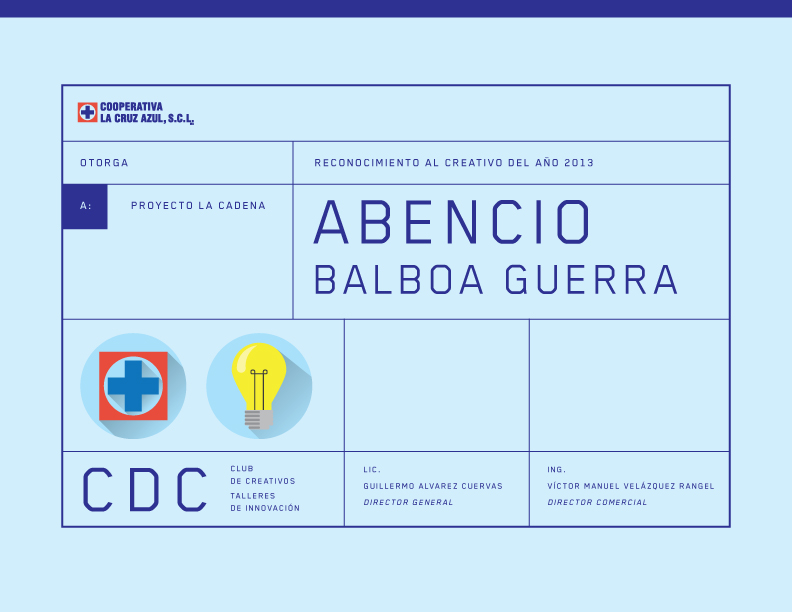 COOPERATIVA
LA CRUZ AZUL, S.C.L.
OTORGA
RECONOCIMIENTO AL CREATIVO DEL AÑO 2013
A:
PROYECTO LA CADENA
ABENCIO
BALBOA GUERRA
CDC
CLUB
DE CREATIVOS
TALLERES
DE INNOVACIÓN
LIC.
GUILLERMO ALVAREZ CUERVAS
DIRECTOR GENERAL
ING.
VÍCTOR MANUEL VELÁZQUEZ RANGEL
DIRECTOR COMERCIAL